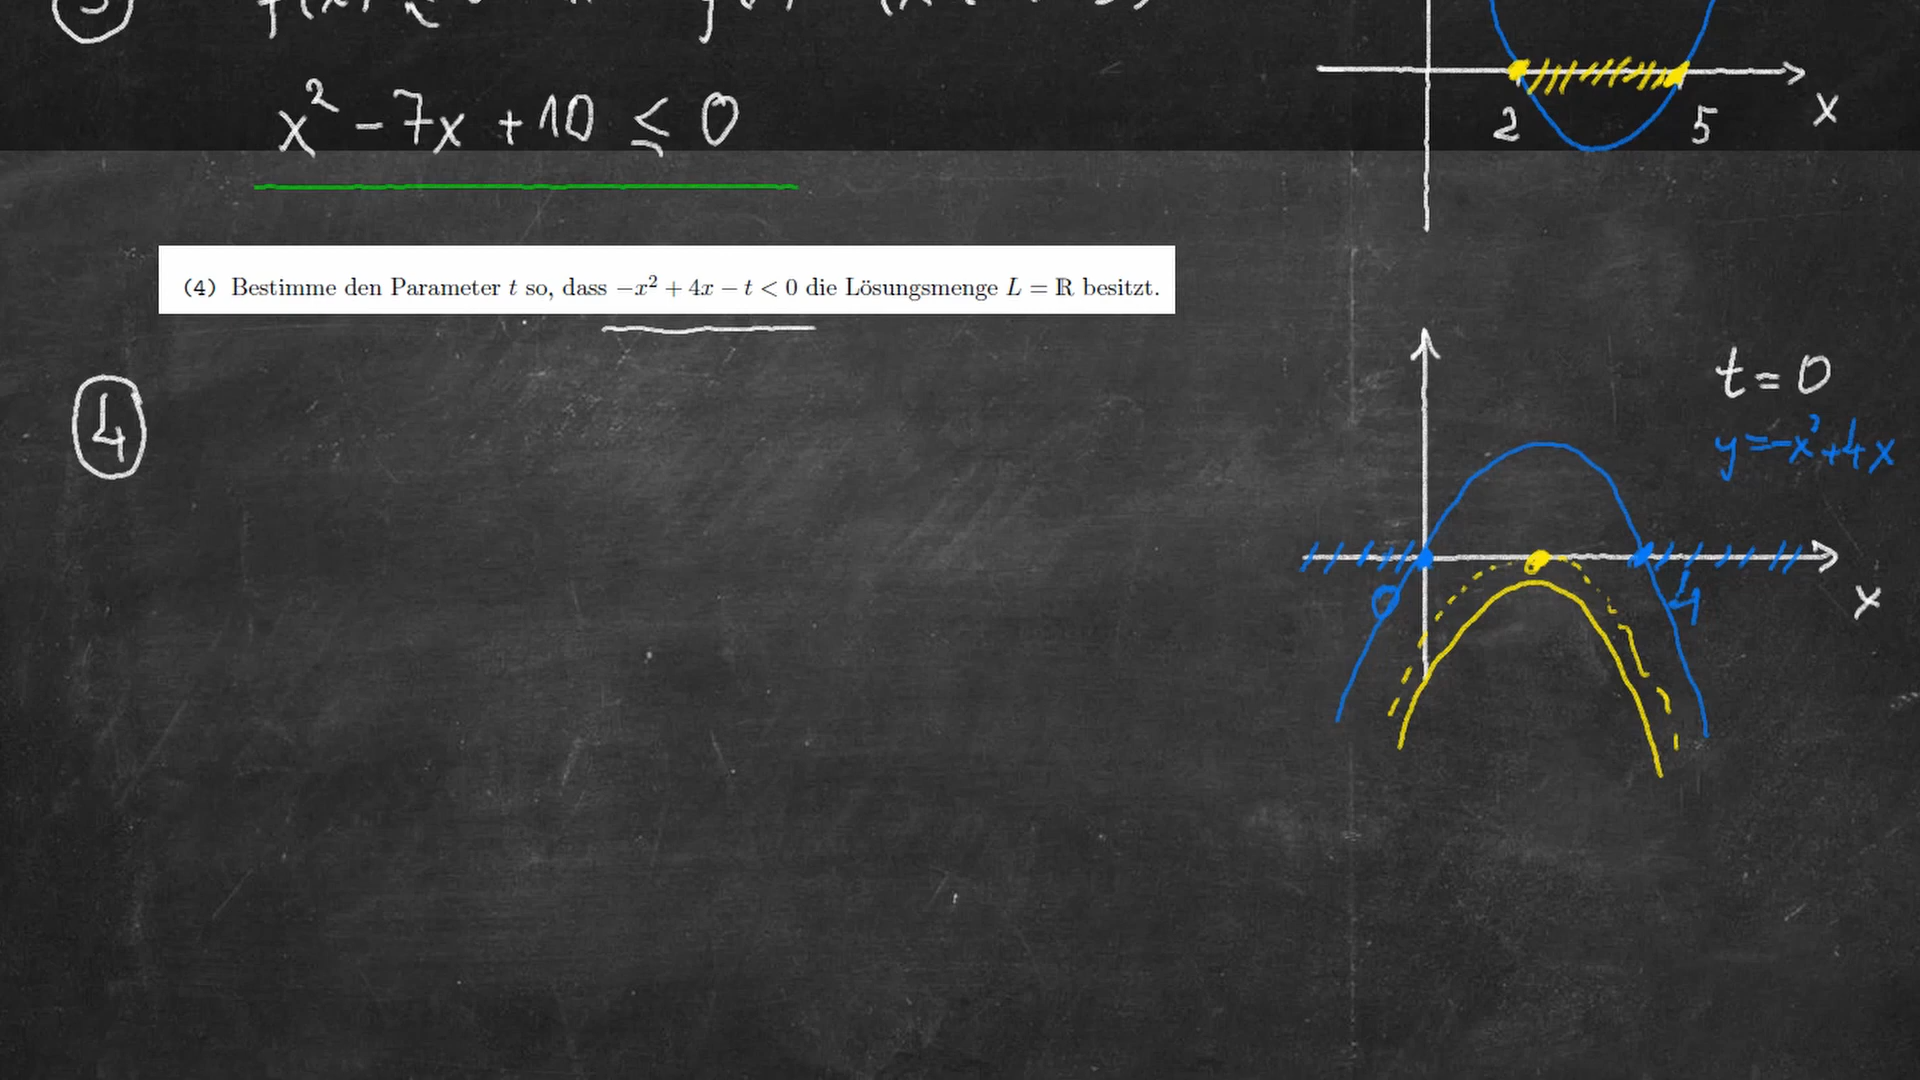 x² - 7x + 10 ≤ 0
2 5 x
(4) Bestimme den Parameter t so, dass −x² + 4x − t < 0 die Lösungsmenge L = ℝ besitzt.
4
t = 0
y = -x² + 4x
0 4 x